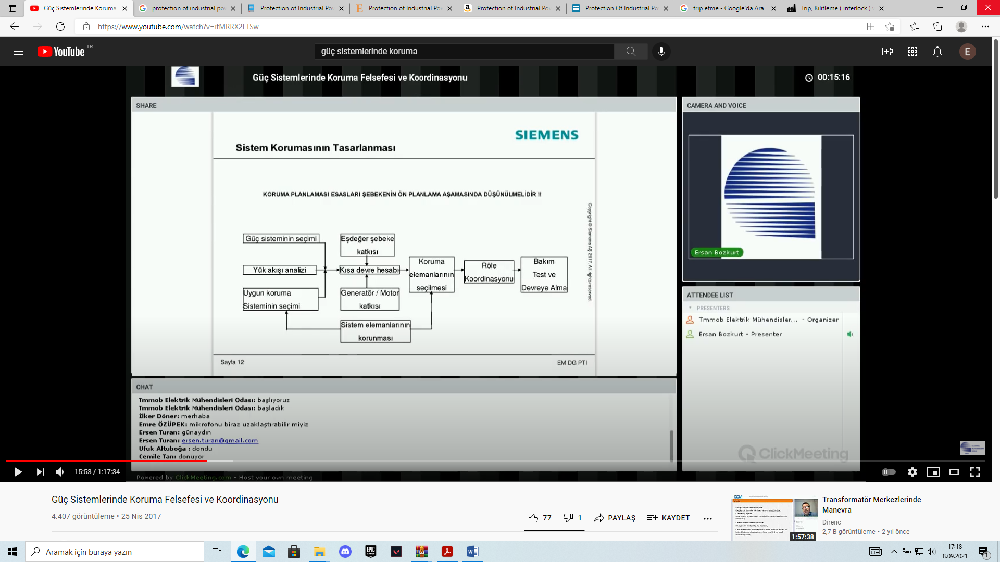 Güç Sistemlerinde Koruma
protection of industrial po
Protection of Industrial Po
Protection of Industrial Po
Protection of Industrial Po
Protection Of Industrial Po
trip etme - Google'da Ara
Trip, Kilitleme ( interlock )
https://www.youtube.com/watch?v=itMRRX2FTSw
YouTube TR
güç sistemlerinde koruma
E
Güç Sistemlerinde Koruma Felsefesi ve Koordinasyonu
00:15:16
SHARE
SIEMENS
Sistem Korumasının Tasarlanması
KORUMA PLANLAMASI ESASLARI ŞEBEKENİN ÖN PLANLAMA AŞAMASINDA DÜŞÜNÜLMELİDİR !!
Copyright © Siemens AŞ 2017. All rights reserved.
Güç sisteminin seçimi
Yük akışı analizi
Uygun koruma
Sisteminin seçimi
Eşdeğer şebeke
katkısı
Kısa devre hesabı
Generatör / Motor
katkısı
Sistem elemanlarının
korunması
Koruma
elemanlarının
seçilmesi
Röle
Koordinasyonu
Bakım
Test ve
Devreye Alma
Sayfa 12
EM DG PTI
CAMERA AND VOICE
Ersan Bozkurt
ATTENDEE LIST
PRESENTERS
Tmmob Elektrik Mühendisler... - Organizer
Ersan Bozkurt - Presenter
CHAT
Tmmob Elektrik Mühendisleri Odası: başlıyoruz
Tmmob Elektrik Mühendisleri Odası: başladık
İlker Döner: merhaba
Emre ÖZÜPEK: mikrofonu biraz uzaklaştırabilir miyiz
Ersen Turan: günaydın
Ersen Turan: ersen.turan@gmail.com
Ufuk Altuboğa : dondu
Cemile Tan: donuyor
ClickMeeting
15:53 / 1:17:34
Powered by ClickMeeting.com - Host your own meeting
Güç Sistemlerinde Koruma Felsefesi ve Koordinasyonu
4.407 görüntüleme • 25 Nis 2017
77
1
PAYLAŞ
KAYDET
Transformatör Merkezlerinde
Manevra
Direnc
2,7 B görüntüleme • 2 yıl önce
1:57:38
Aramak için buraya yazın
EPIC
GAMES
17:18
8.09.2021
1